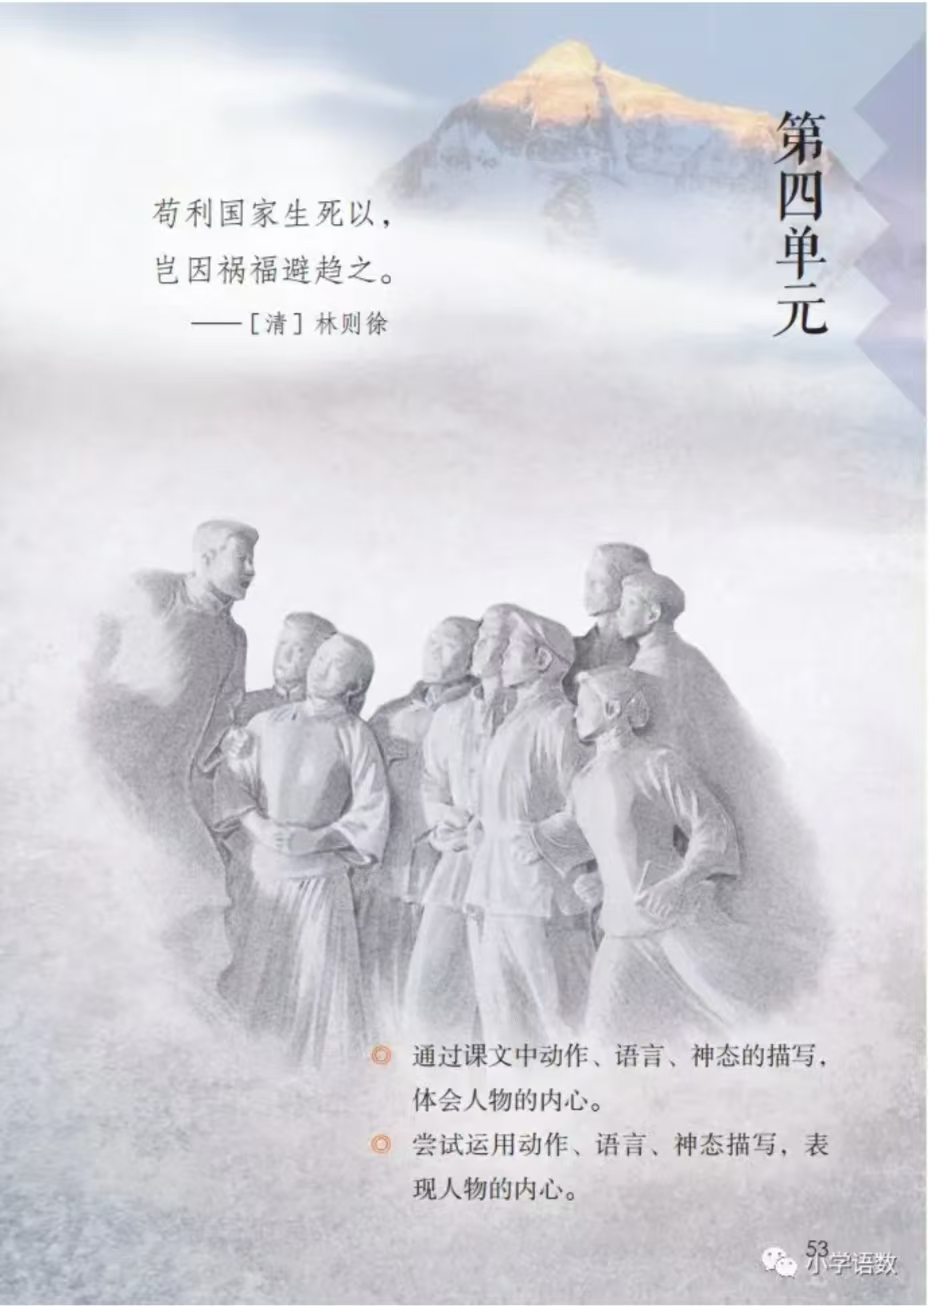 第四单元
苟利国家生死以，
岂因祸福避趋之。
——［清］林则徐
◎ 通过课文中动作、语言、神态的描写，
体会人物的内心。
◎ 尝试运用动作、语言、神态描写，表
现人物的内心。
53
小学语数